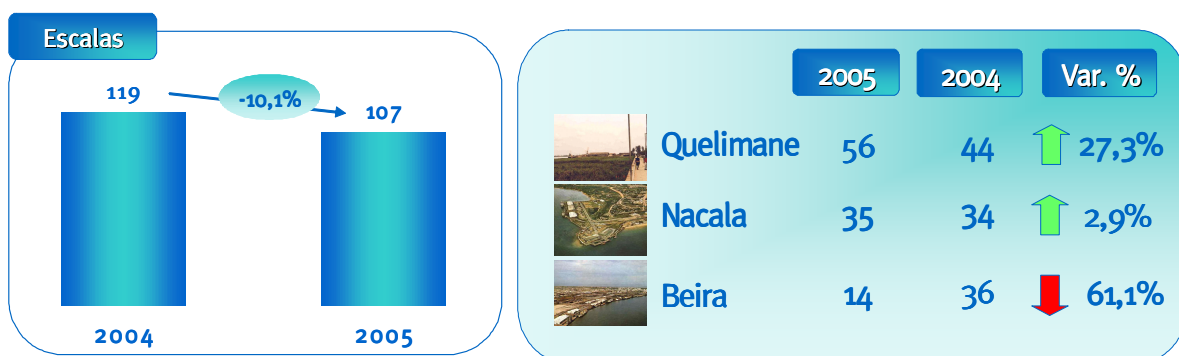 Escalas
119
-10,1%
107
2004
2005
2005 2004 Var. %
Quelimane 56 44 27,3%
Nacala 35 34 2,9%
Beira 14 36 61,1%